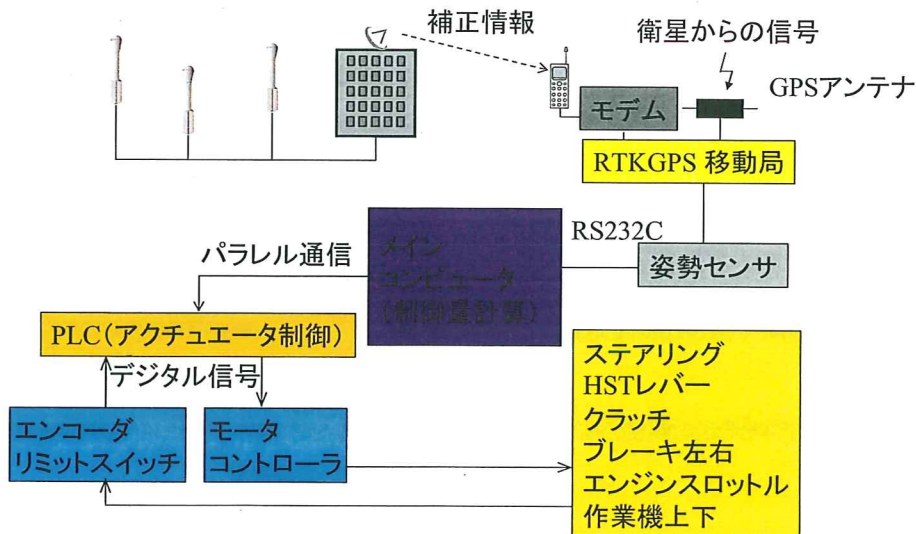 補正情報
衛星からの信号
GPSアンテナ
モデム
RTKGPS 移動局
RS232C
姿勢センサ
メイン
コンピュータ
(制御量計算)
パラレル通信
PLC(アクチュエータ制御)
デジタル信号
エンコーダ
リミットスイッチ
モータ
コントローラ
ステアリング
HSTレバー
クラッチ
ブレーキ左右
エンジンスロットル
作業機上下